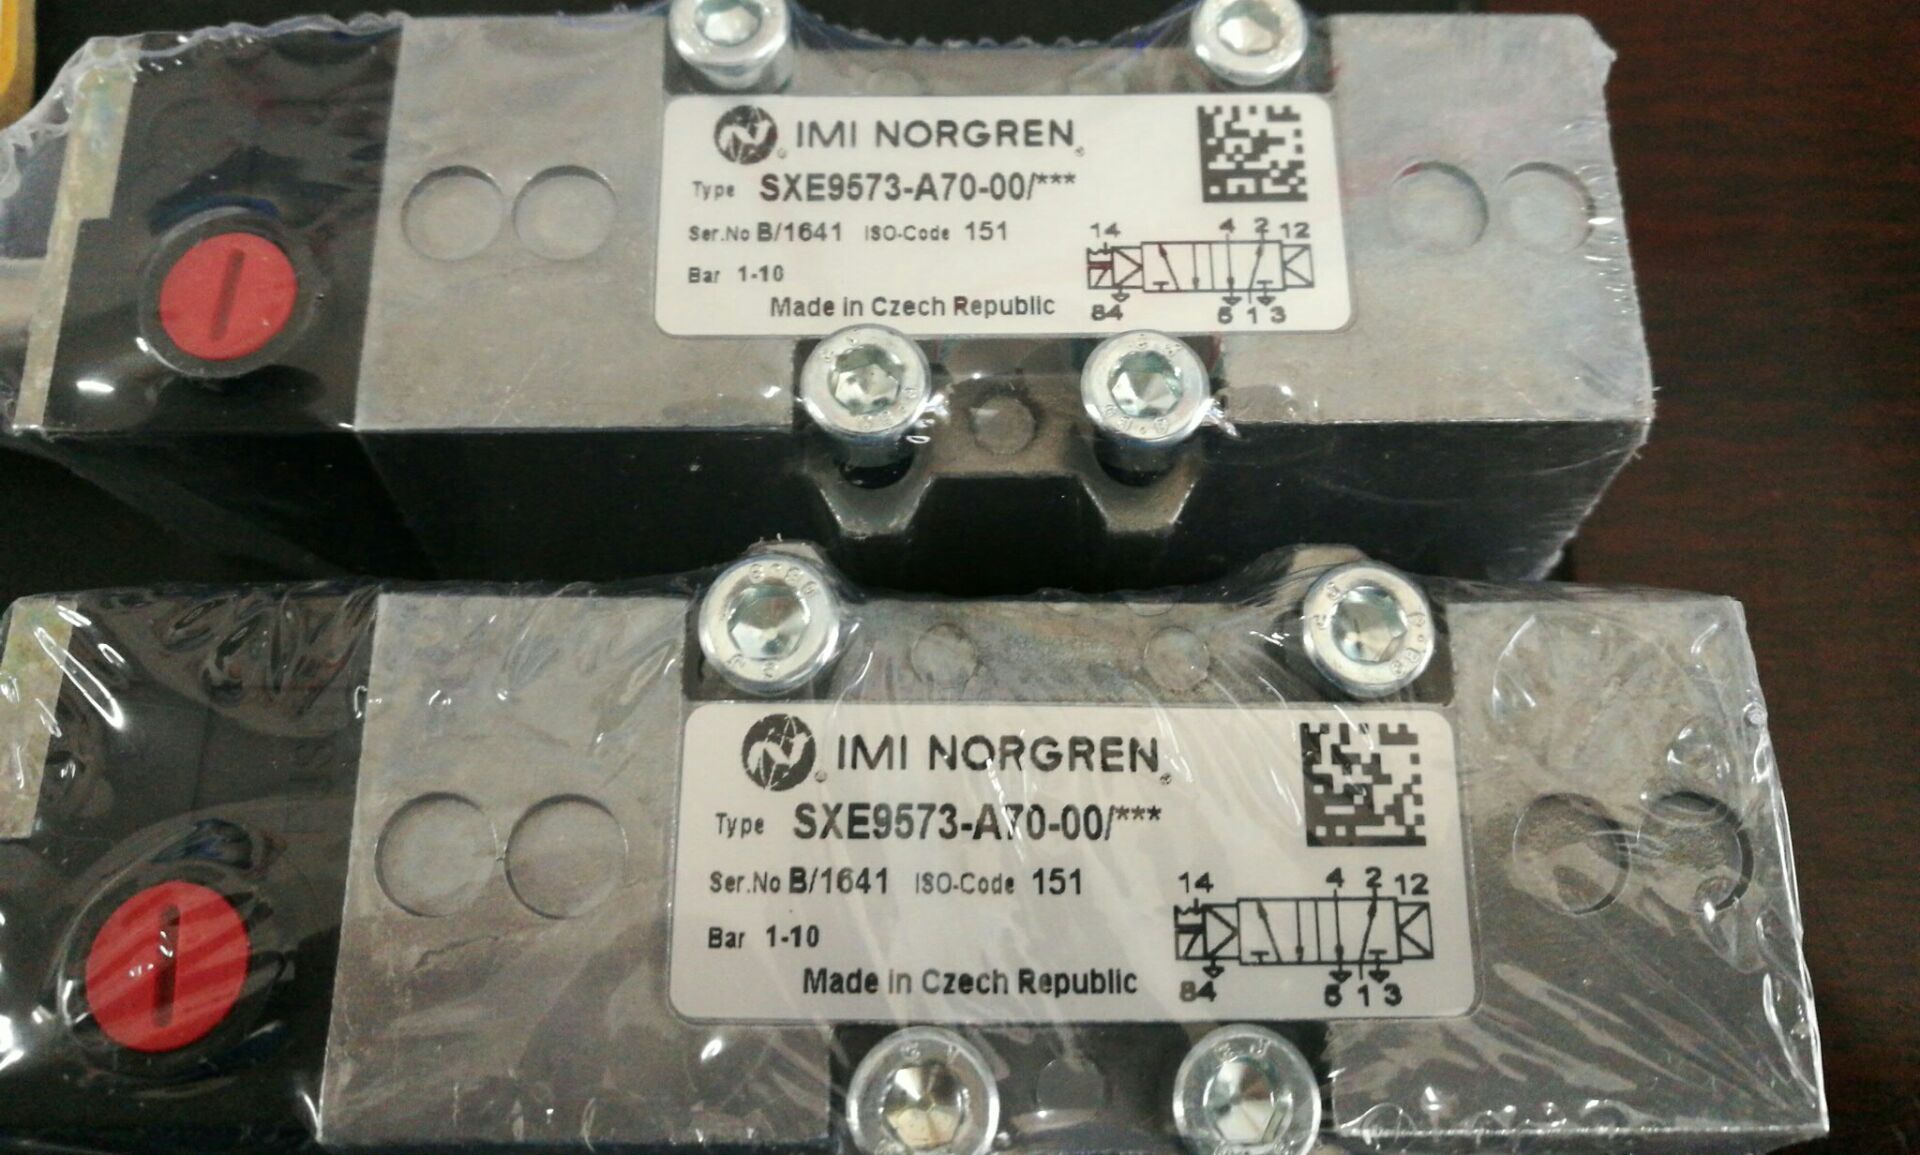 IMI NORGREN
Type SXE9573-A70-00/***
Ser.No B/1641 ISO-Code 151
Bar 1-10
Made in Czech Republic
14 4 2 12
84 5 1 3
8.8
IMI NORGREN
Type SXE9573-A70-00/***
Ser.No B/1641 ISO-Code 151
Bar 1-10
Made in Czech Republic
14 4 2 12
84 5 1 3